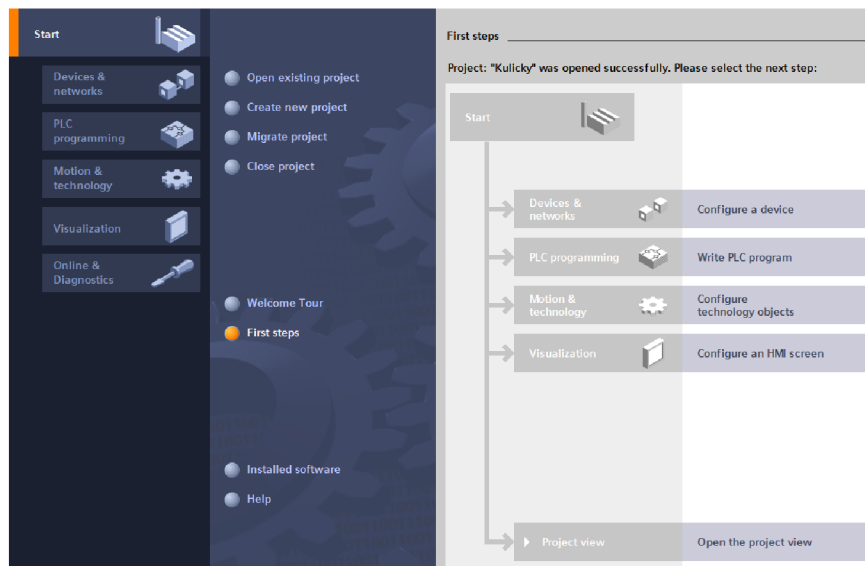 Start
Devices &
networks
PLC
programming
Motion &
technology
Visualization
Online &
Diagnostics
Open existing project
Create new project
Migrate project
Close project
Welcome Tour
First steps
Installed software
Help
First steps
Project: "Kulicky" was opened successfully. Please select the next step:
Start
Devices &
networks
Configure a device
PLC programming
Write PLC program
Motion &
technology
Configure
technology objects
Visualization
Configure an HMI screen
Project view
Open the project view